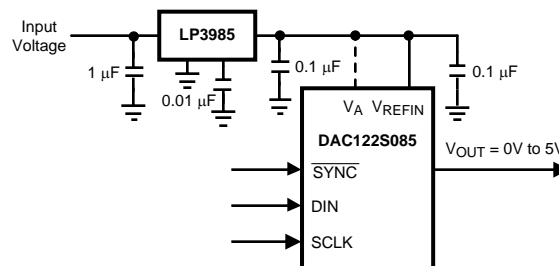 Input
Voltage
LP3985
1 μF
0.01 μF
0.1 μF
0.1 μF
VA VREFIN
DAC122S085
SYNC
VOUT = 0V to 5V
DIN
SCLK